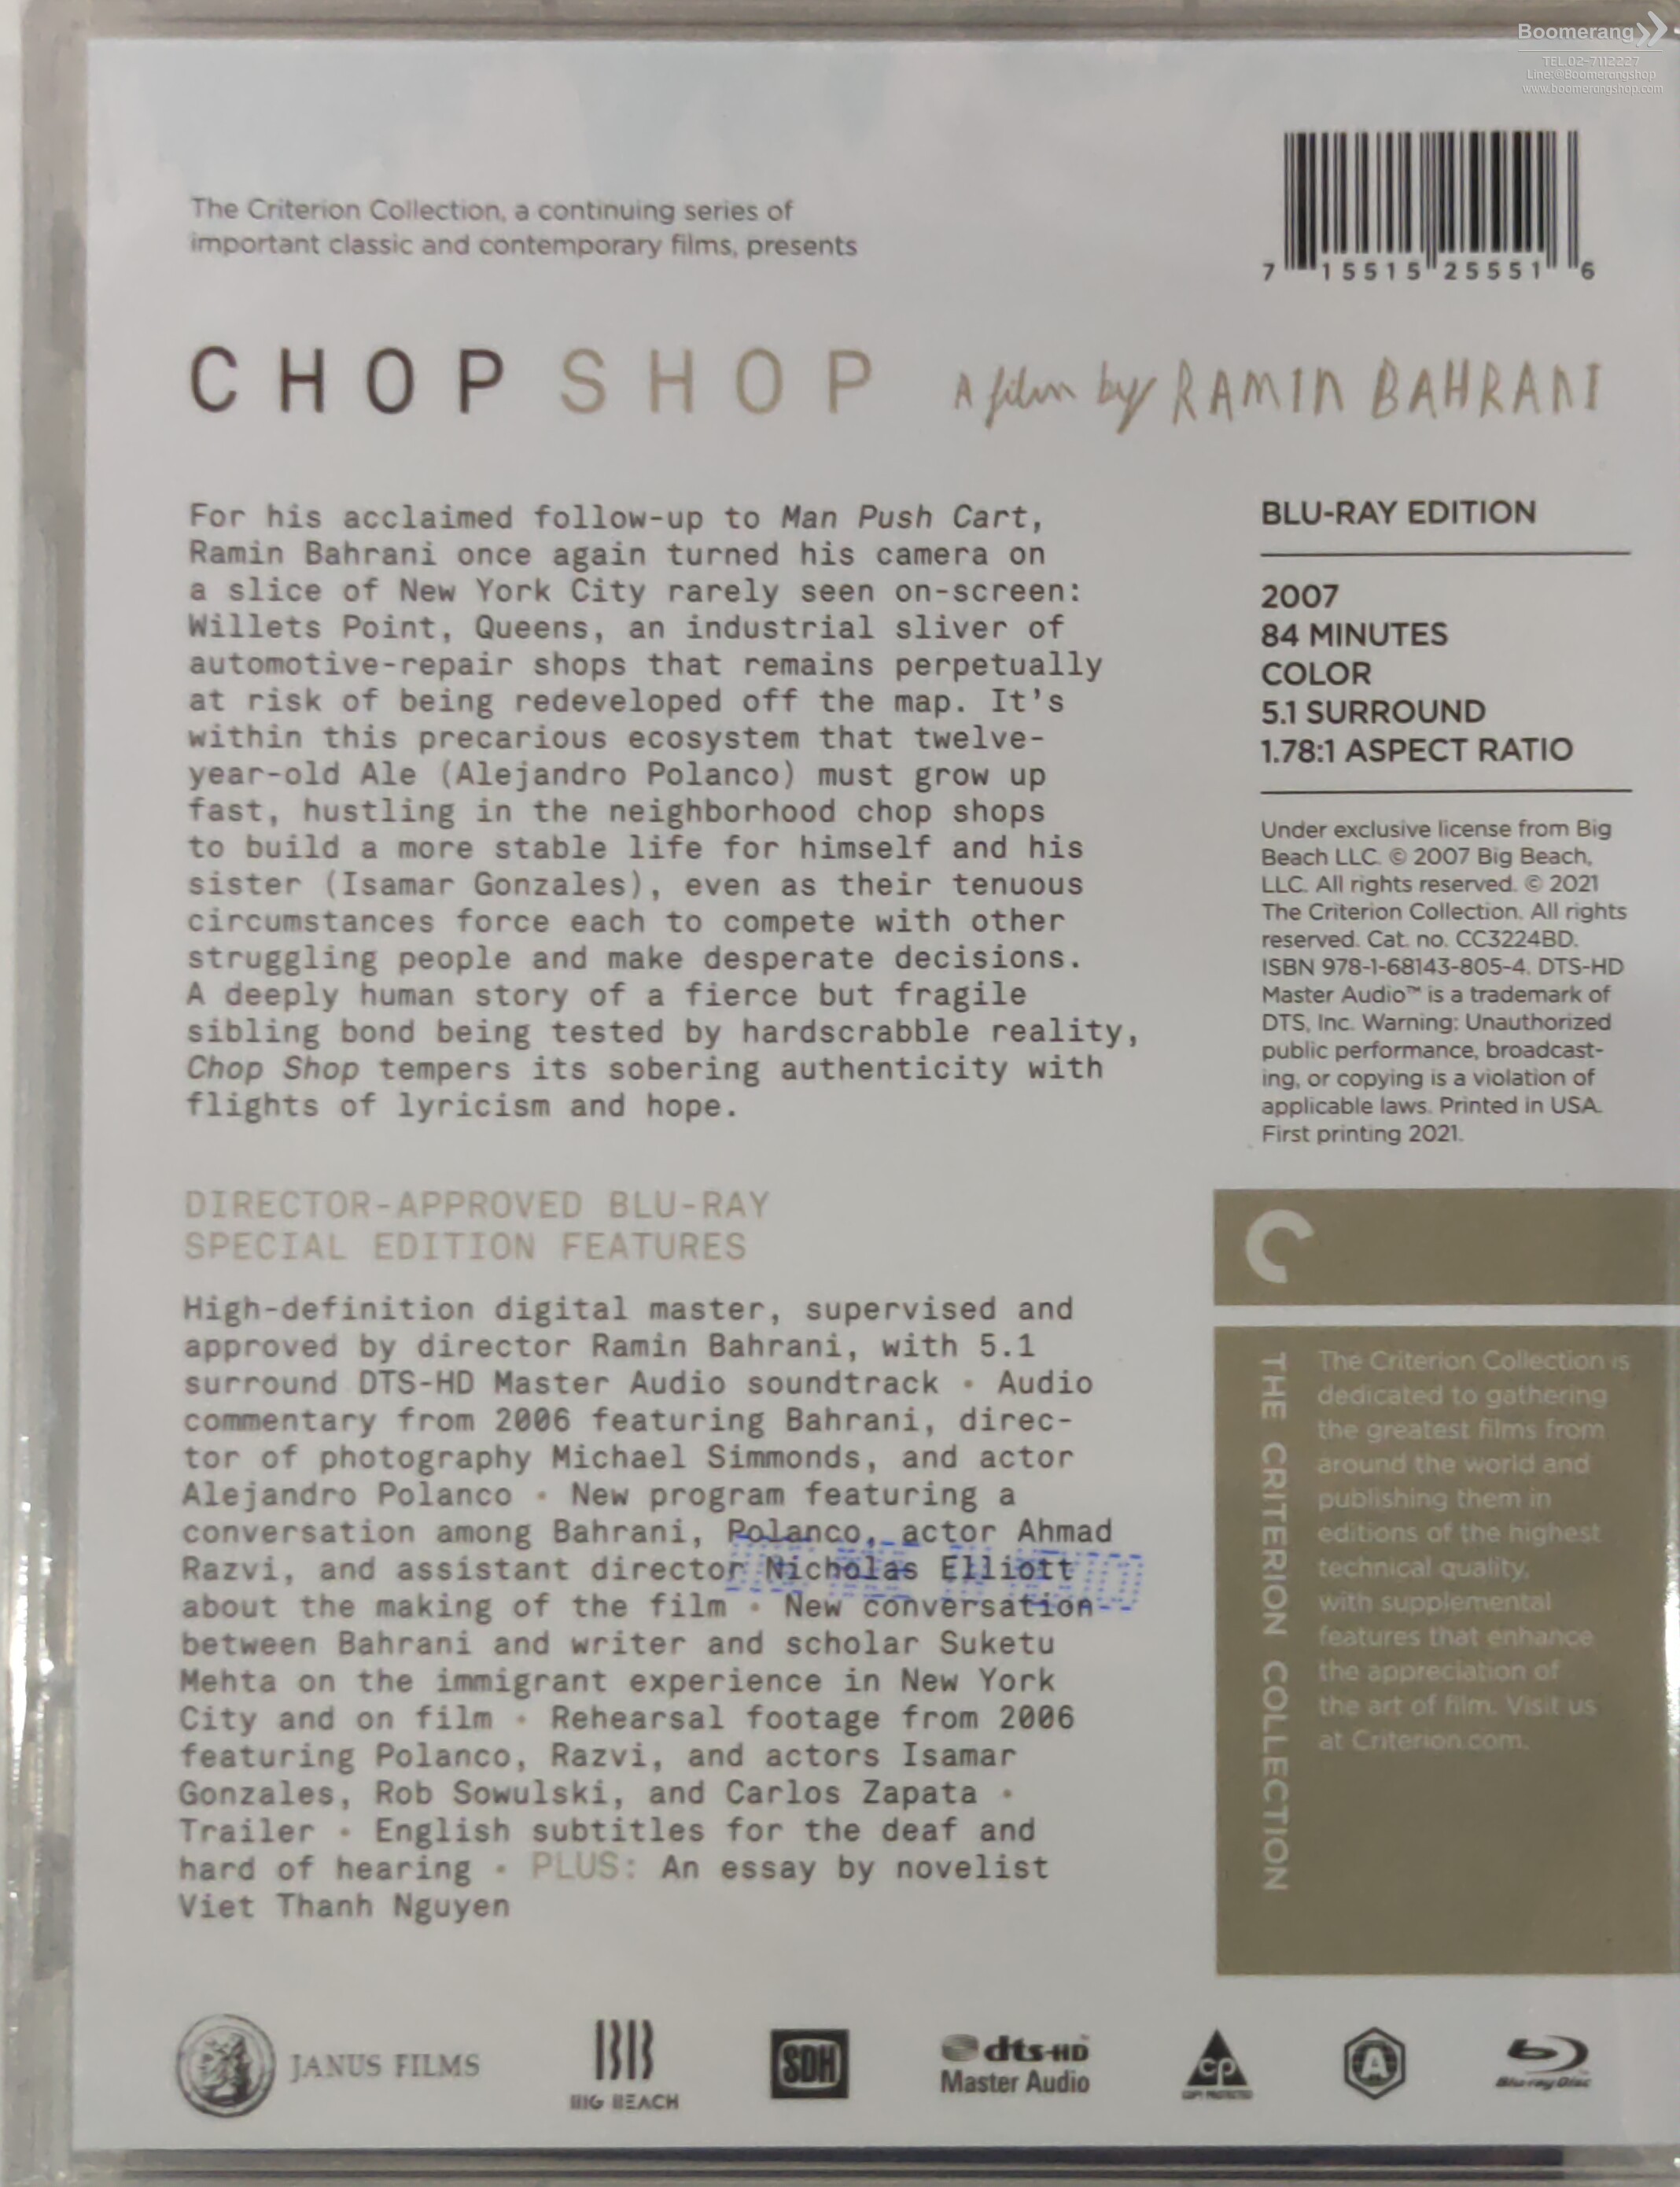 Boomerang
TEL.02-7112227
Line:@Boomerangshop
www.boomerangshop.com
The Criterion Collection, a continuing series of
important classic and contemporary films, presents
7 15515 25551 6
CHOP SHOP A film by RAMIN BAHRANI
For his acclaimed follow-up to Man Push Cart,
Ramin Bahrani once again turned his camera on
a slice of New York City rarely seen on-screen:
Willets Point, Queens, an industrial sliver of
automotive-repair shops that remains perpetually
at risk of being redeveloped off the map. It's
within this precarious ecosystem that twelve-
year-old Ale (Alejandro Polanco) must grow up
fast, hustling in the neighborhood chop shops
to build a more stable life for himself and his
sister (Isamar Gonzales), even as their tenuous
circumstances force each to compete with other
struggling people and make desperate decisions.
A deeply human story of a fierce but fragile
sibling bond being tested by hardscrabble reality,
Chop Shop tempers its sobering authenticity with
flights of lyricism and hope.
DIRECTOR-APPROVED BLU-RAY
SPECIAL EDITION FEATURES
High-definition digital master, supervised and
approved by director Ramin Bahrani, with 5.1
surround DTS-HD Master Audio soundtrack • Audio
commentary from 2006 featuring Bahrani, direc-
tor of photography Michael Simmonds, and actor
Alejandro Polanco • New program featuring a
conversation among Bahrani, Polanco, actor Ahmad
Razvi, and assistant director Nicholas Elliott
about the making of the film • New conversation
between Bahrani and writer and scholar Suketu
Mehta on the immigrant experience in New York
City and on film • Rehearsal footage from 2006
featuring Polanco, Razvi, and actors Isamar
Gonzales, Rob Sowulski, and Carlos Zapata •
Trailer • English subtitles for the deaf and
hard of hearing • PLUS: An essay by novelist
Viet Thanh Nguyen
BLU-RAY EDITION
2007
84 MINUTES
COLOR
5.1 SURROUND
1.78:1 ASPECT RATIO
Under exclusive license from Big
Beach LLC. © 2007 Big Beach,
LLC. All rights reserved. © 2021
The Criterion Collection. All rights
reserved. Cat. no. CC3224BD.
ISBN 978-1-68143-805-4. DTS-HD
Master Audio™ is a trademark of
DTS, Inc. Warning: Unauthorized
public performance, broadcast-
ing, or copying is a violation of
applicable laws. Printed in USA.
First printing 2021.
THE CRITERION COLLECTION
The Criterion Collection is
dedicated to gathering
the greatest films from
around the world and
publishing them in
editions of the highest
technical quality,
with supplemental
features that enhance
the appreciation of
the art of film. Visit us
at Criterion.com.
JANUS FILMS
BIG BEACH
SDH
dts-HD
Master Audio
CP
COPY PROTECTED
A
Blu-ray Disc